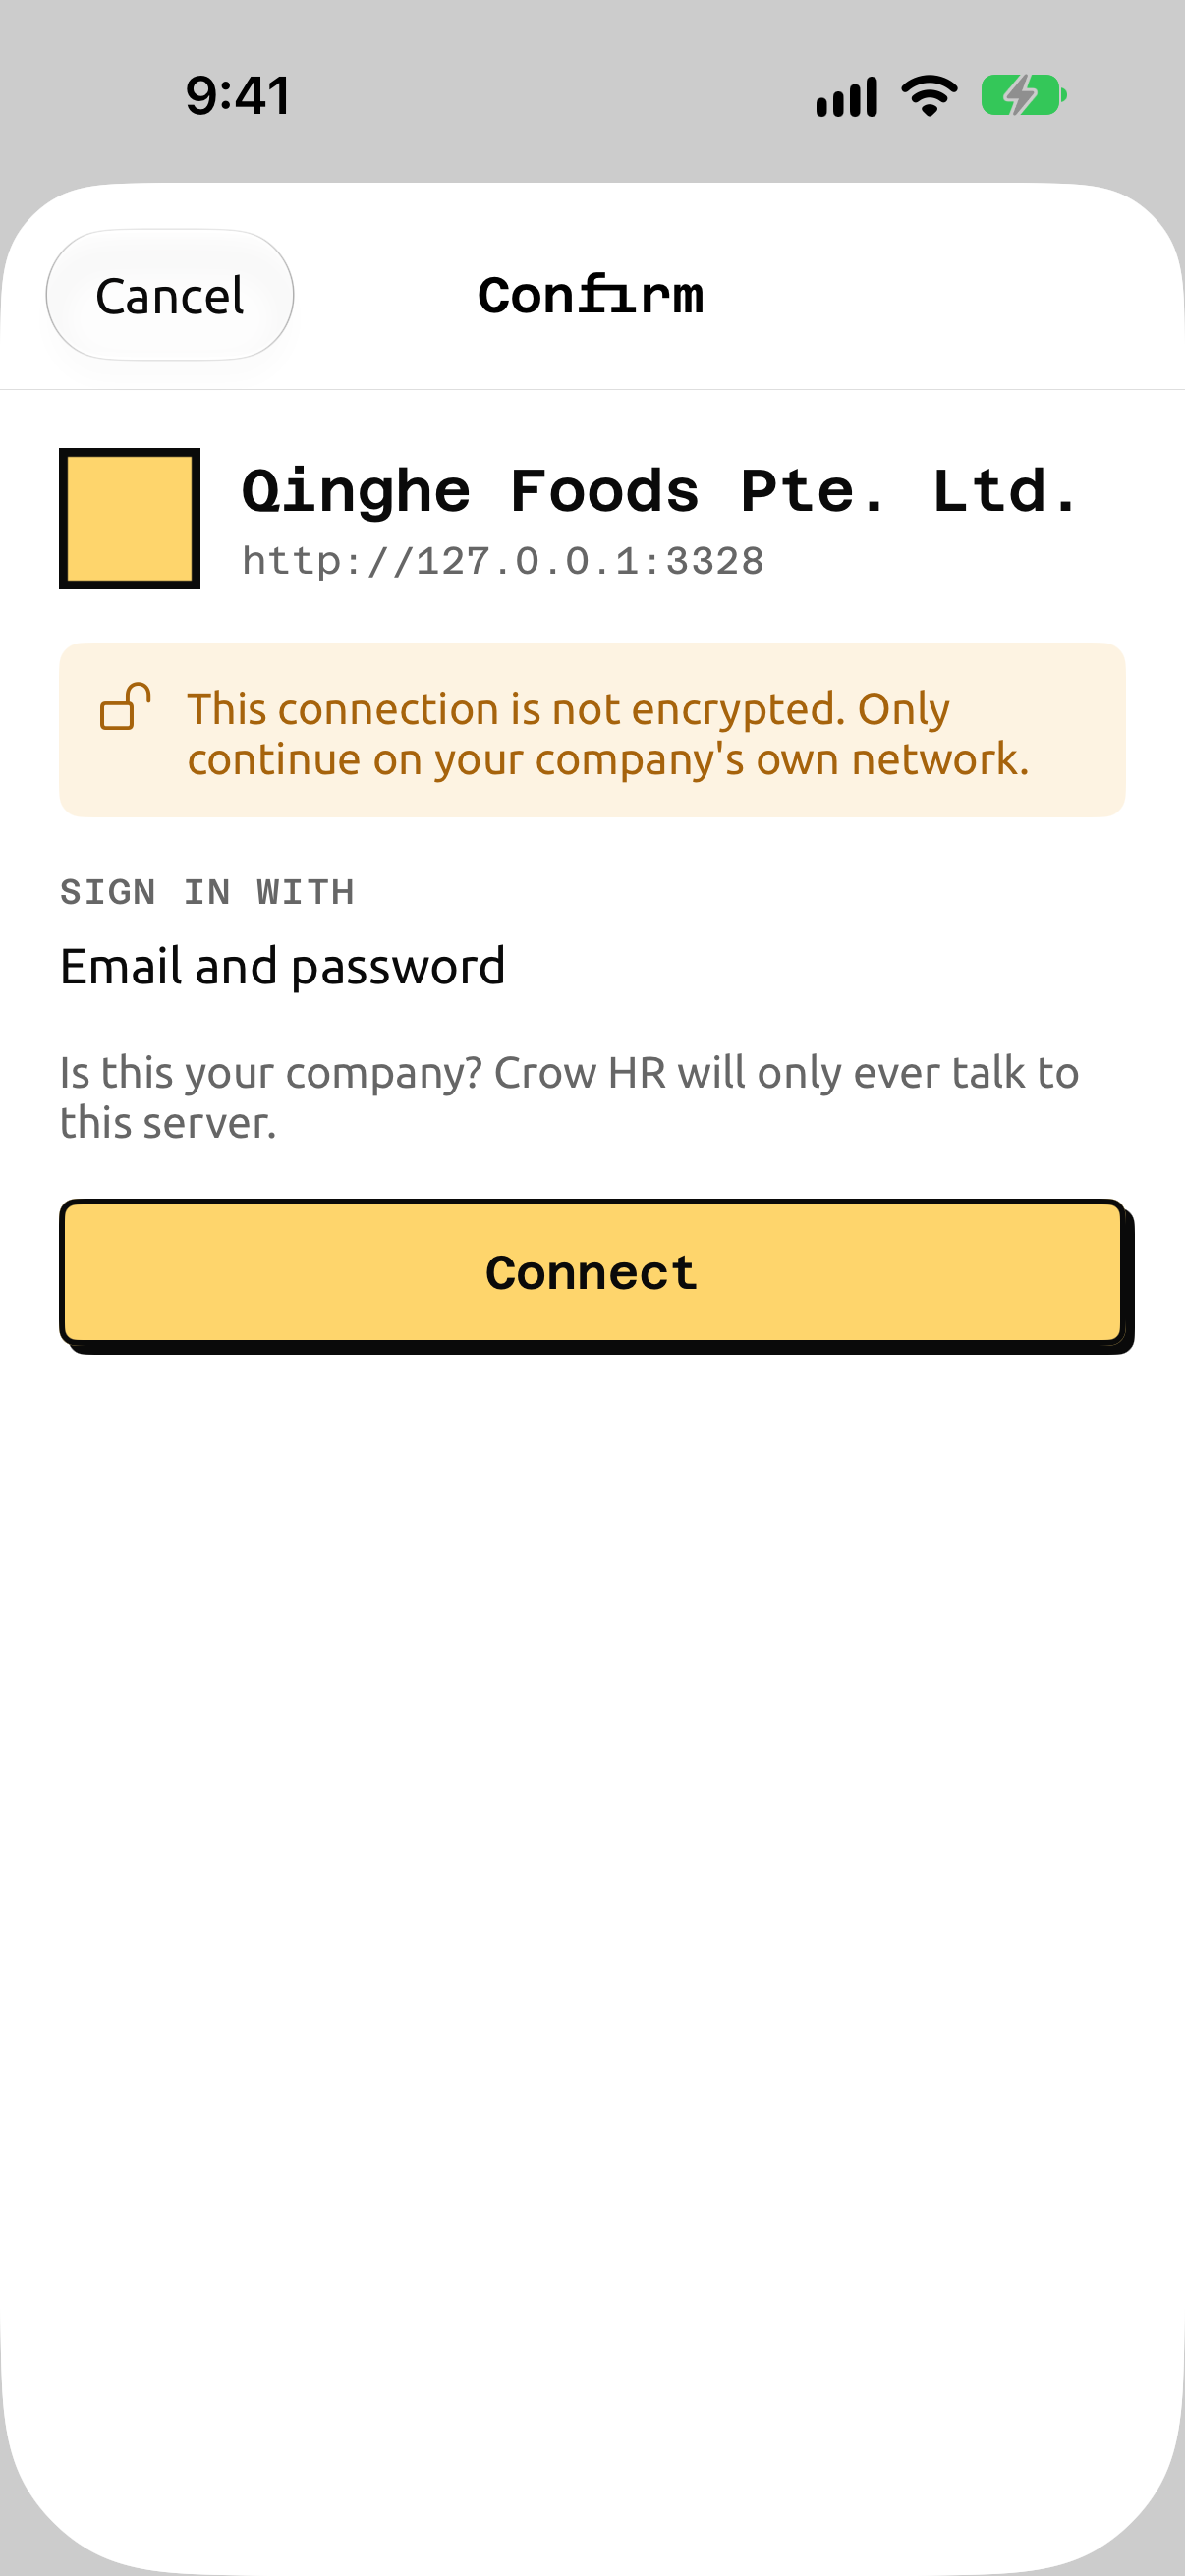 9:41
Cancel
Confirm
Qinghe Foods Pte. Ltd.
http://127.0.0.1:3328
This connection is not encrypted. Only
continue on your company's own network.
SIGN IN WITH
Email and password
Is this your company? Crow HR will only ever talk to
this server.
Connect